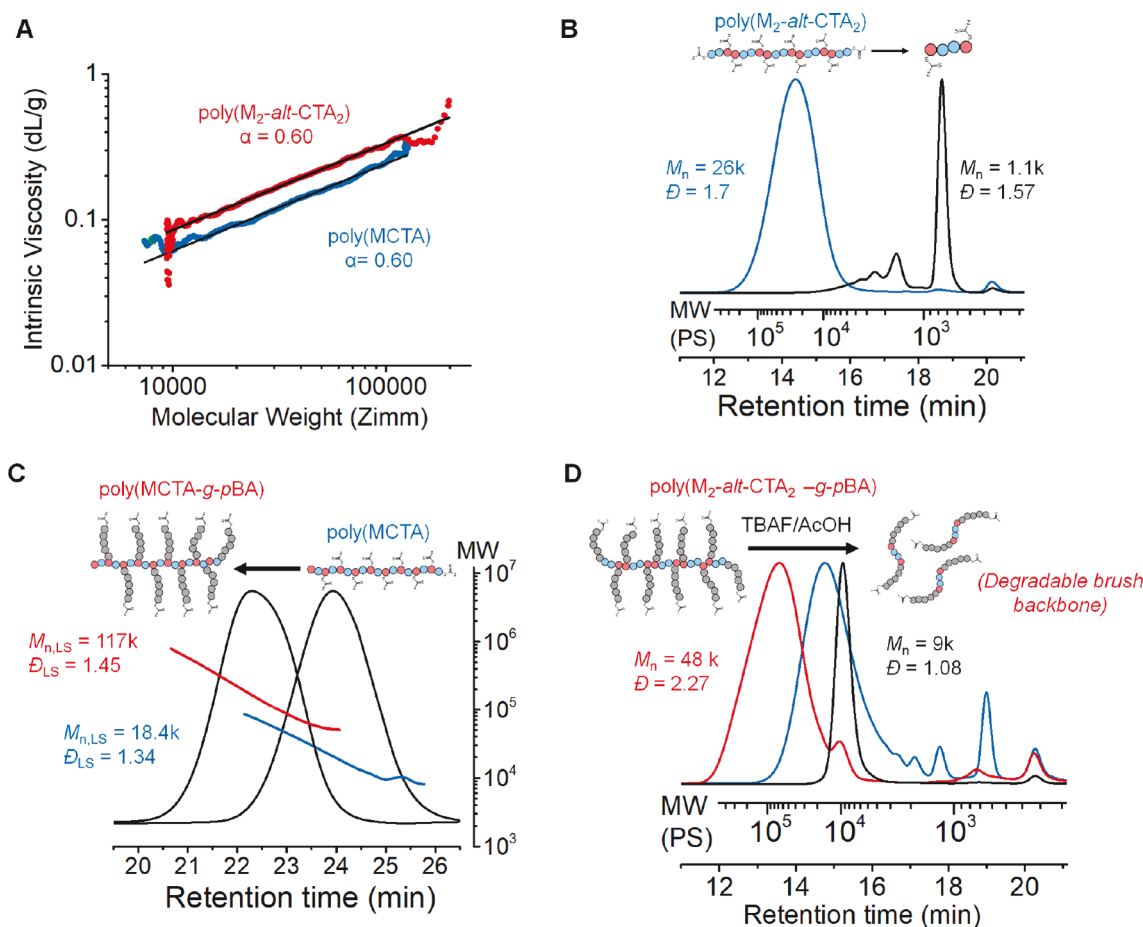 A
Intrinsic Viscosity (dL/g)
1
0.1
0.01
poly(M2-alt-CTA2)
α = 0.60
poly(MCTA)
α = 0.60
10000
100000
Molecular Weight (Zimm)
B
poly(M2-alt-CTA2)
Mn = 26k
Đ = 1.7
Mn = 1.1k
Đ = 1.57
MW
(PS)
10^5
10^4
10^3
12 14 16 18 20
Retention time (min)
C
poly(MCTA-g-pBA)
poly(MCTA)
MW
10^7
10^6
10^5
10^4
10^3
Mn,LS = 117k
ĐLS = 1.45
Mn,LS = 18.4k
ĐLS = 1.34
20 21 22 23 24 25 26
Retention time (min)
D
poly(M2-alt-CTA2 –g-pBA)
TBAF/AcOH
(Degradable brush
backbone)
Mn = 48 k
Đ = 2.27
Mn = 9k
Đ = 1.08
MW
(PS)
10^5
10^4
10^3
12 14 16 18 20
Retention time (min)